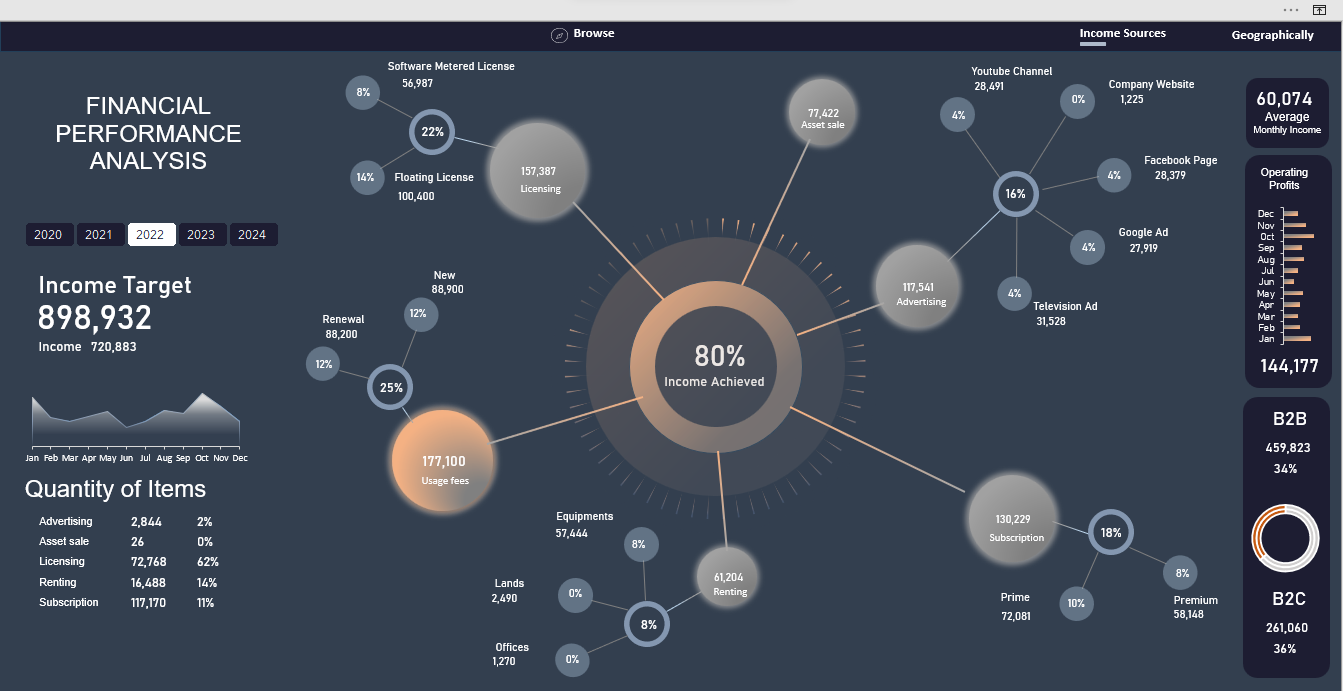 Browse
Income Sources
Geographically
FINANCIAL
PERFORMANCE
ANALYSIS
2020 2021 2022 2023 2024
Income Target
898,932
Income 720,883
Jan Feb Mar Apr May Jun Jul Aug Sep Oct Nov Dec
Quantity of Items
Advertising 2,844 2%
Asset sale 26 0%
Licensing 72,768 62%
Renting 16,488 14%
Subscription 117,170 11%
Software Metered License
56,987
8%
22%
14%
Floating License
100,400
157,387
Licensing
77,422
Asset sale
Youtube Channel
28,491
4%
Company Website
1,225
0%
16%
Facebook Page
28,379
4%
Google Ad
27,919
4%
Television Ad
31,528
4%
117,541
Advertising
New
88,900
12%
Renewal
88,200
12%
25%
177,100
Usage fees
80%
Income Achieved
Equipments
57,444
8%
Lands
2,490
0%
Offices
1,270
0%
8%
61,204
Renting
130,229
Subscription
18%
Prime
72,081
10%
8%
Premium
58,148
60,074
Average
Monthly Income
Operating
Profits
Dec
Nov
Oct
Sep
Aug
Jul
Jun
May
Apr
Mar
Feb
Jan
144,177
B2B
459,823
34%
B2C
261,060
36%